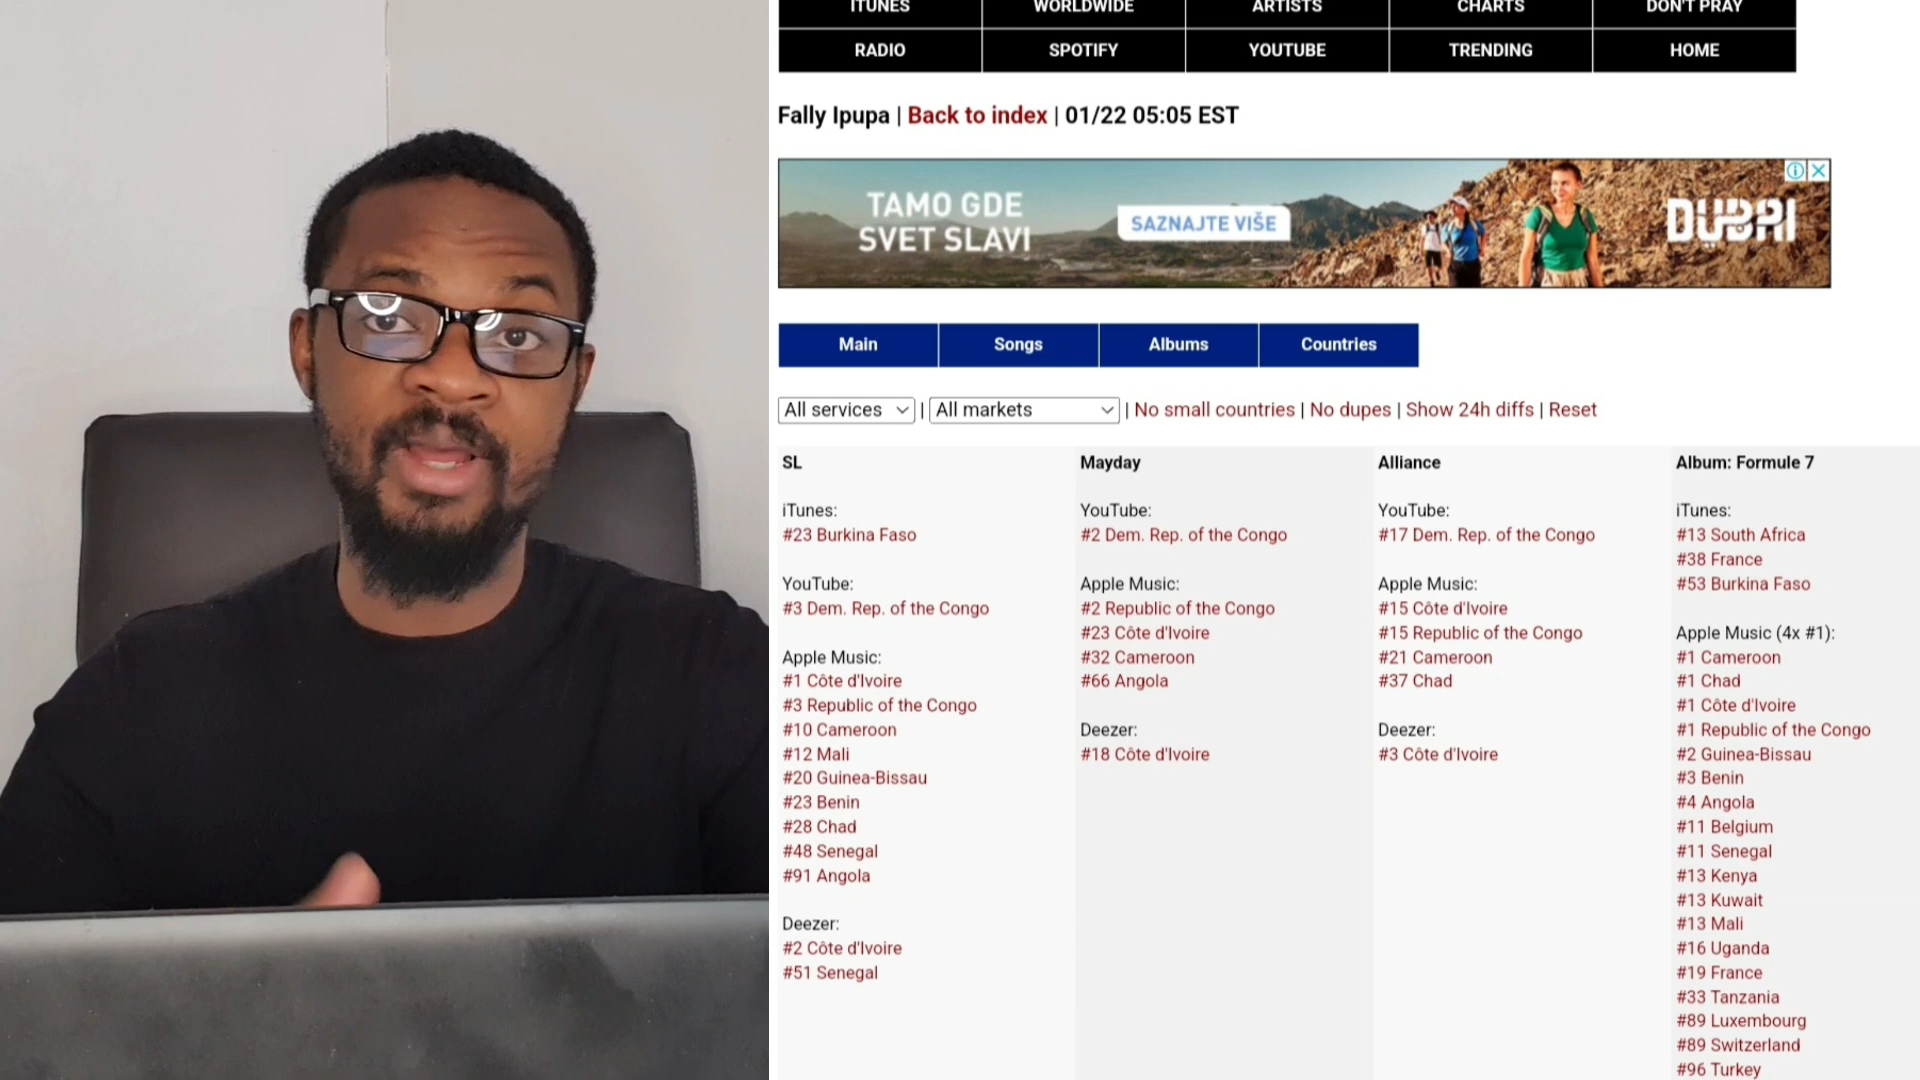 ITUNES WORLDWIDE ARTISTS CHARTS DON'T PRAY
RADIO SPOTIFY YOUTUBE TRENDING HOME
Fally Ipupa | Back to index | 01/22 05:05 EST
TAMO GDE
SVET SLAVI
SAZNAJTE VIŠE
DUBAI
Main Songs Albums Countries
All services | All markets | No small countries | No dupes | Show 24h diffs | Reset
SL
iTunes:
#23 Burkina Faso
YouTube:
#3 Dem. Rep. of the Congo
Apple Music:
#1 Côte d'Ivoire
#3 Republic of the Congo
#10 Cameroon
#12 Mali
#20 Guinea-Bissau
#23 Benin
#28 Chad
#48 Senegal
#91 Angola
Deezer:
#2 Côte d'Ivoire
#51 Senegal
Mayday
YouTube:
#2 Dem. Rep. of the Congo
Apple Music:
#2 Republic of the Congo
#23 Côte d'Ivoire
#32 Cameroon
#66 Angola
Deezer:
#18 Côte d'Ivoire
Alliance
YouTube:
#17 Dem. Rep. of the Congo
Apple Music:
#15 Côte d'Ivoire
#15 Republic of the Congo
#21 Cameroon
#37 Chad
Deezer:
#3 Côte d'Ivoire
Album: Formule 7
iTunes:
#13 South Africa
#38 France
#53 Burkina Faso
Apple Music (4x #1):
#1 Cameroon
#1 Chad
#1 Côte d'Ivoire
#1 Republic of the Congo
#2 Guinea-Bissau
#3 Benin
#4 Angola
#11 Belgium
#11 Senegal
#13 Kenya
#13 Kuwait
#13 Mali
#16 Uganda
#19 France
#33 Tanzania
#89 Luxembourg
#89 Switzerland
#96 Turkey